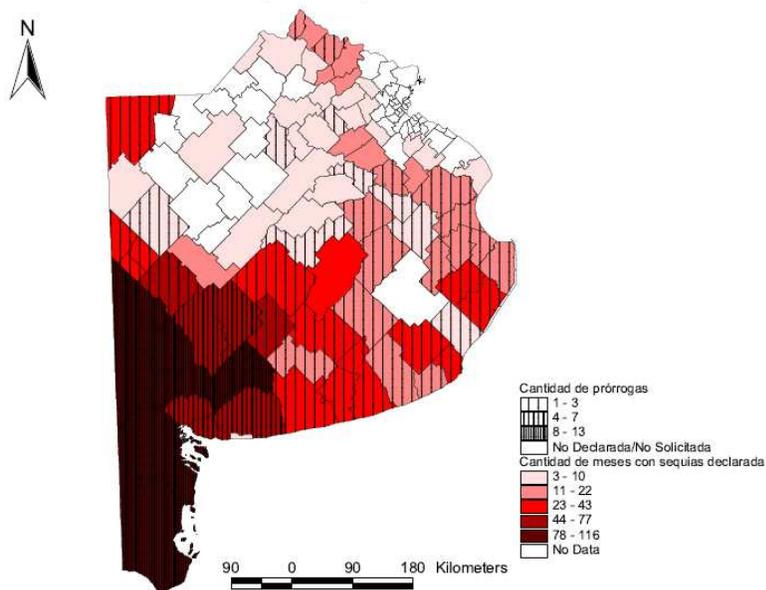 N
Cantidad de prórrogas
1 - 3
4 - 7
8 - 13
No Declarada/No Solicitada
Cantidad de meses con sequias declarada
3 - 10
11 - 22
23 - 43
44 - 77
78 - 116
No Data
90 0 90 180 Kilometers